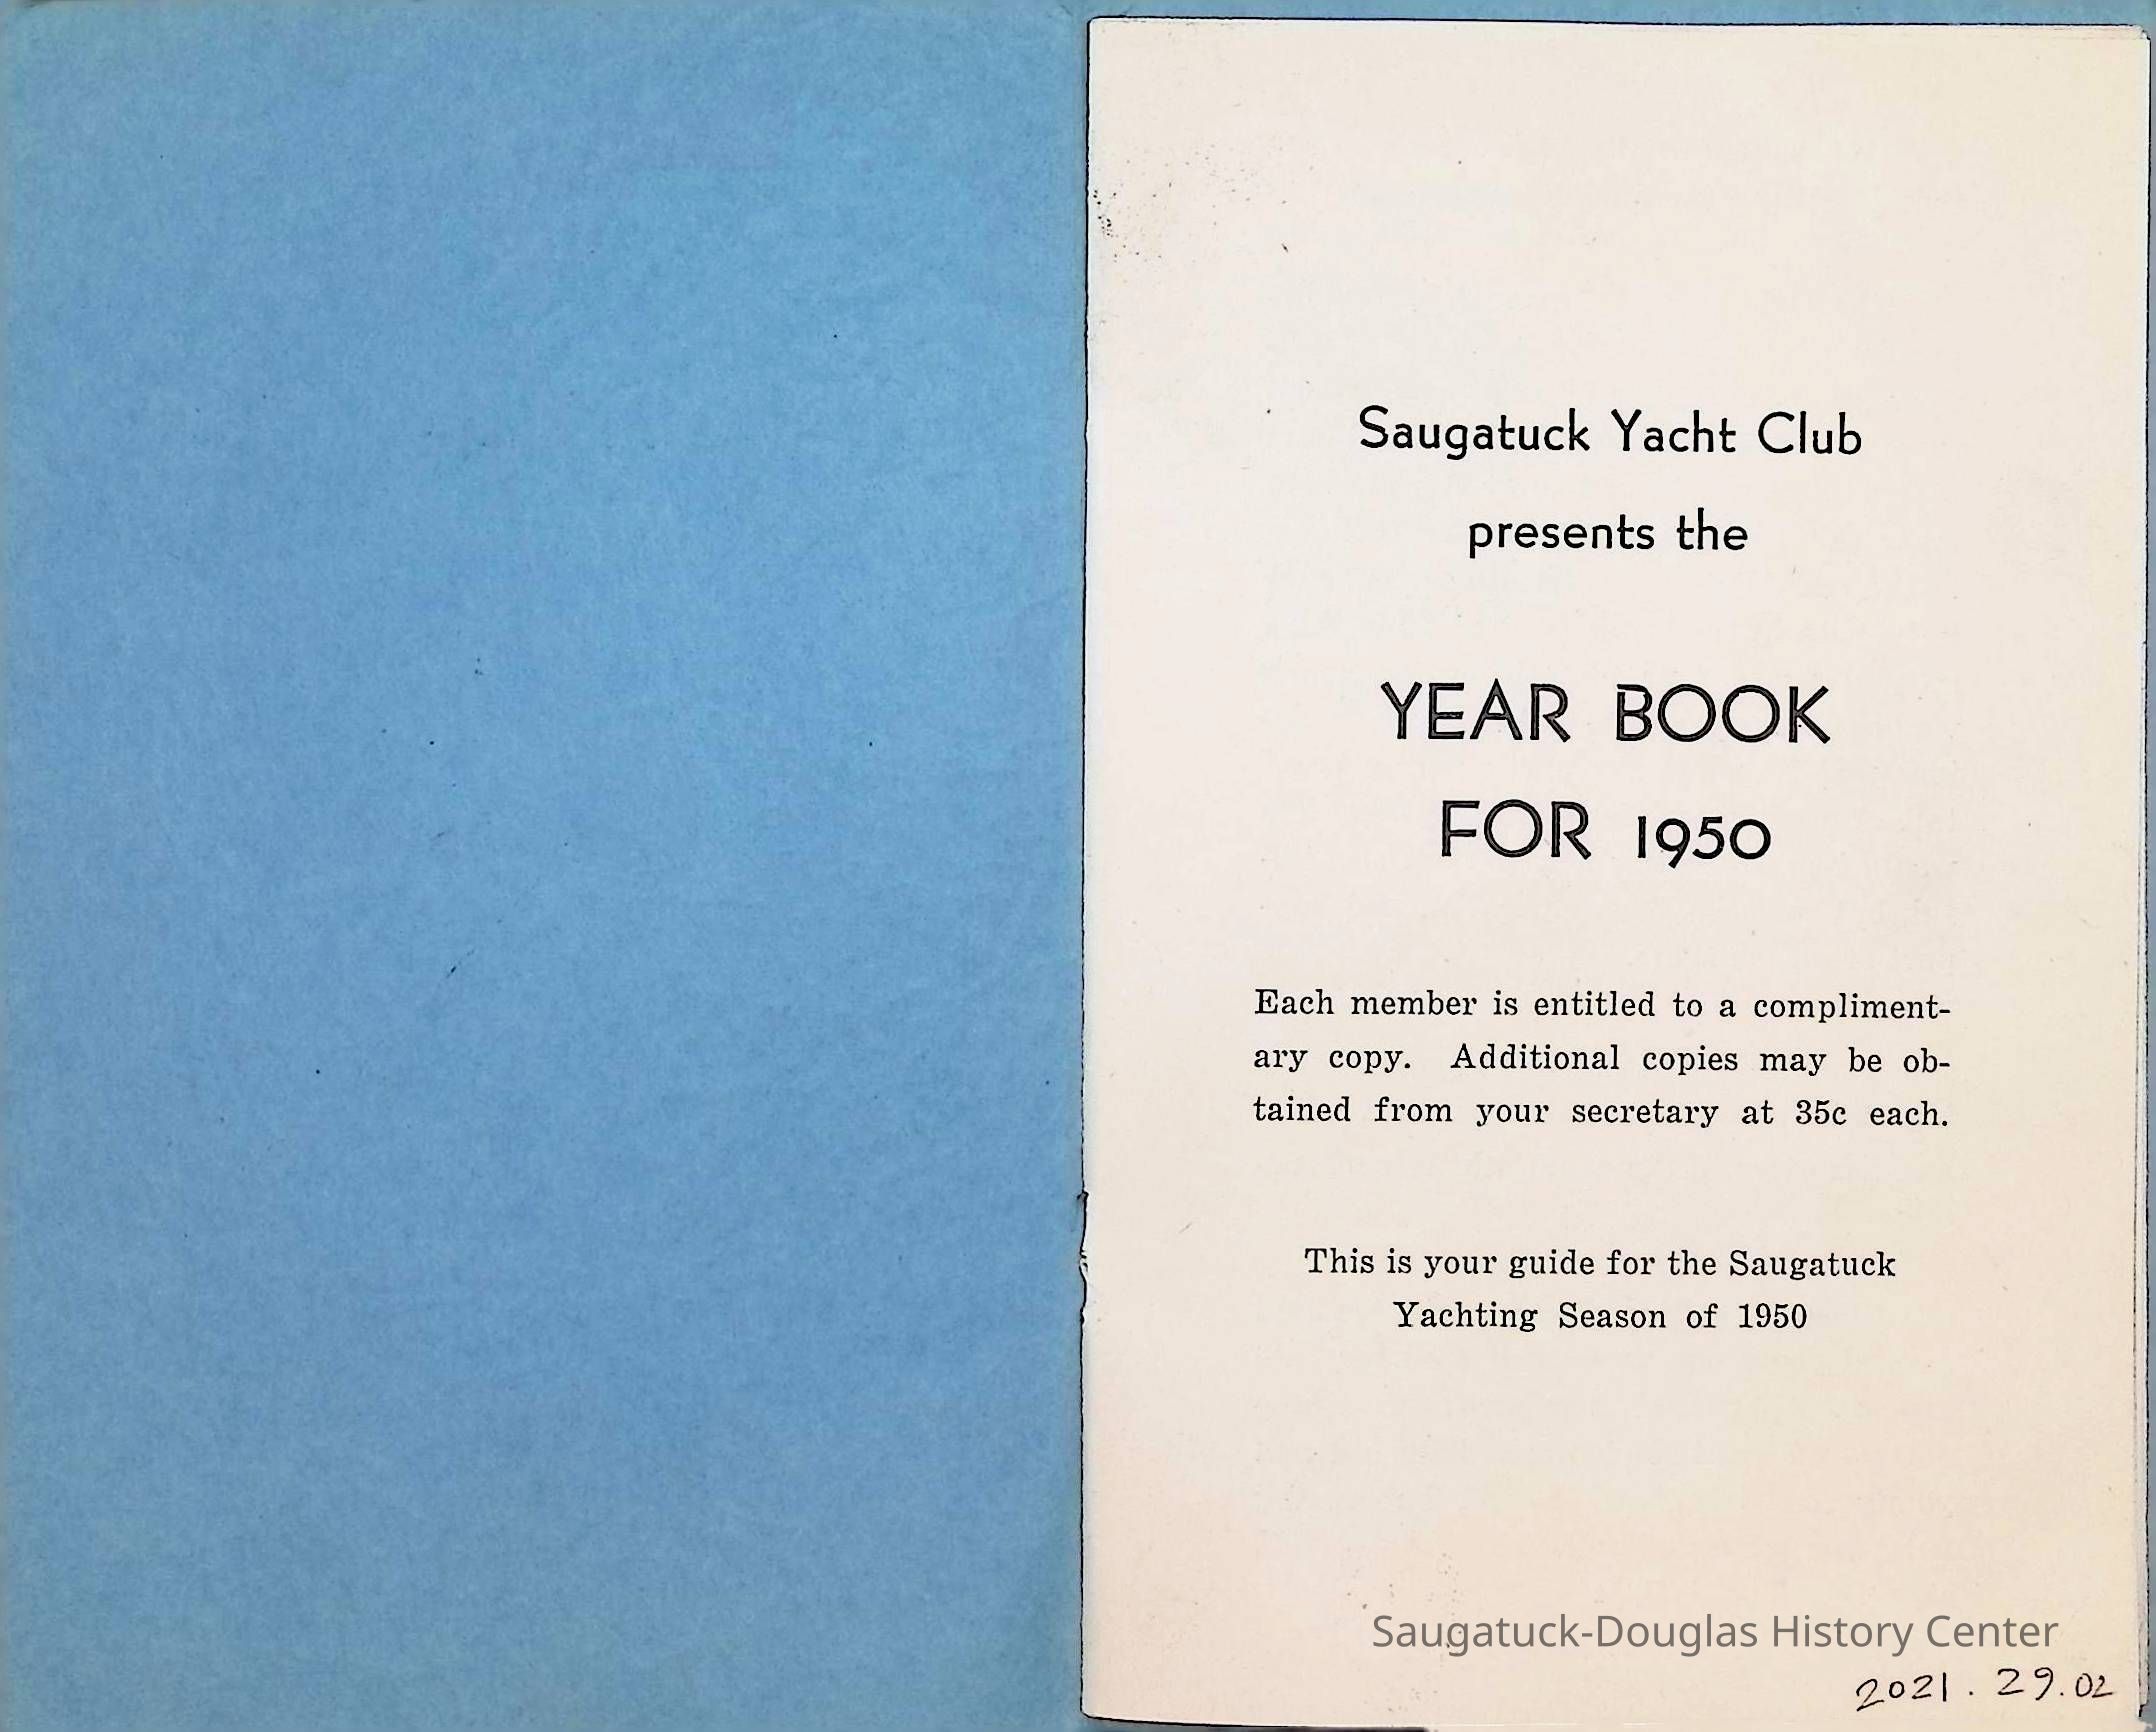 Saugatuck Yacht Club
presents the
YEAR BOOK
FOR 1950
Each member is entitled to a compliment-
ary copy. Additional copies may be ob-
tained from your secretary at 35c each.
This is your guide for the Saugatuck
Yachting Season of 1950
Saugatuck-Douglas History Center
2021.29.02